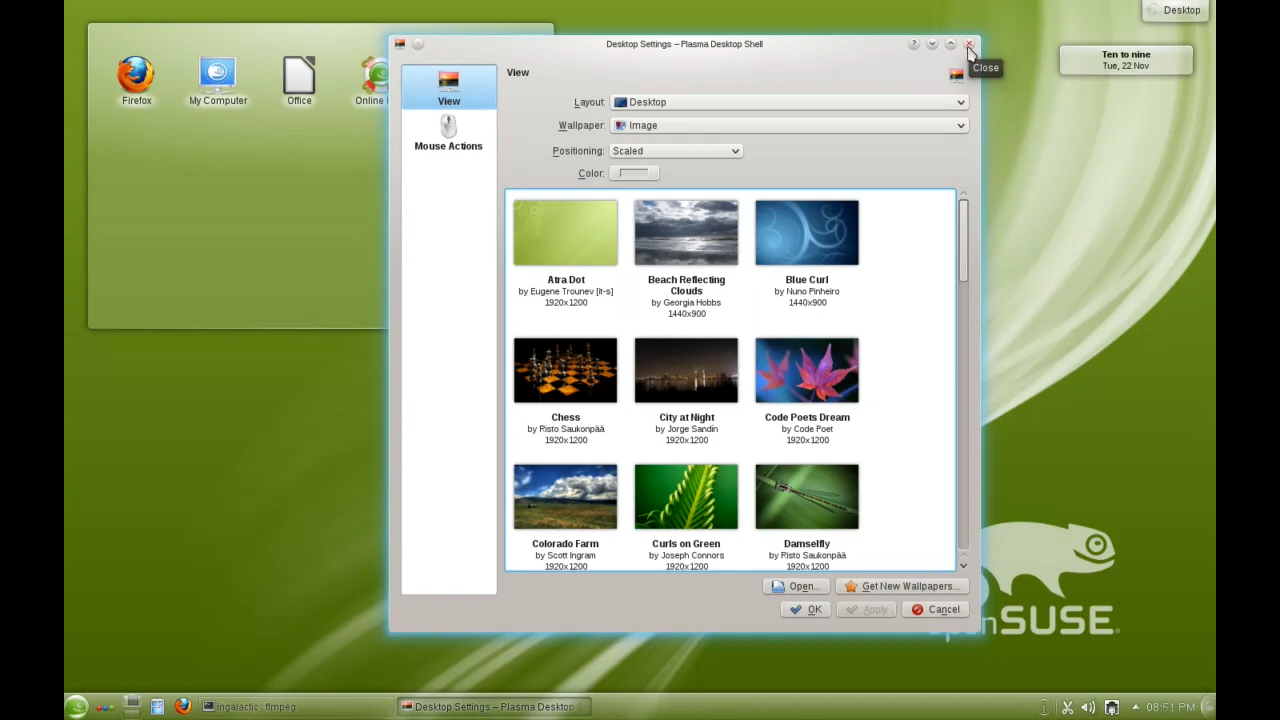 Desktop
Desktop Settings – Plasma Desktop Shell
Close
Ten to nine
Tue, 22 Nov
Firefox
My Computer
Office
Online
View
Mouse Actions
View
Layout: Desktop
Wallpaper: Image
Positioning: Scaled
Color:
Atra Dot
by Eugene Trounev [it-s]
1920x1200
Beach Reflecting
Clouds
by Georgia Hobbs
1440x900
Blue Curl
by Nuno Pinheiro
1440x900
Chess
by Risto Saukonpää
1920x1200
City at Night
by Jorge Sandin
1920x1200
Code Poets Dream
by Code Poet
1920x1200
Colorado Farm
by Scott Ingram
1920x1200
Curls on Green
by Joseph Connors
1920x1200
Damselfly
by Risto Saukonpää
1920x1200
Open...
Get New Wallpapers...
OK
Apply
Cancel
openSUSE
ingalactic : ffmpeg
Desktop Settings – Plasma Desktop S
08:51 PM